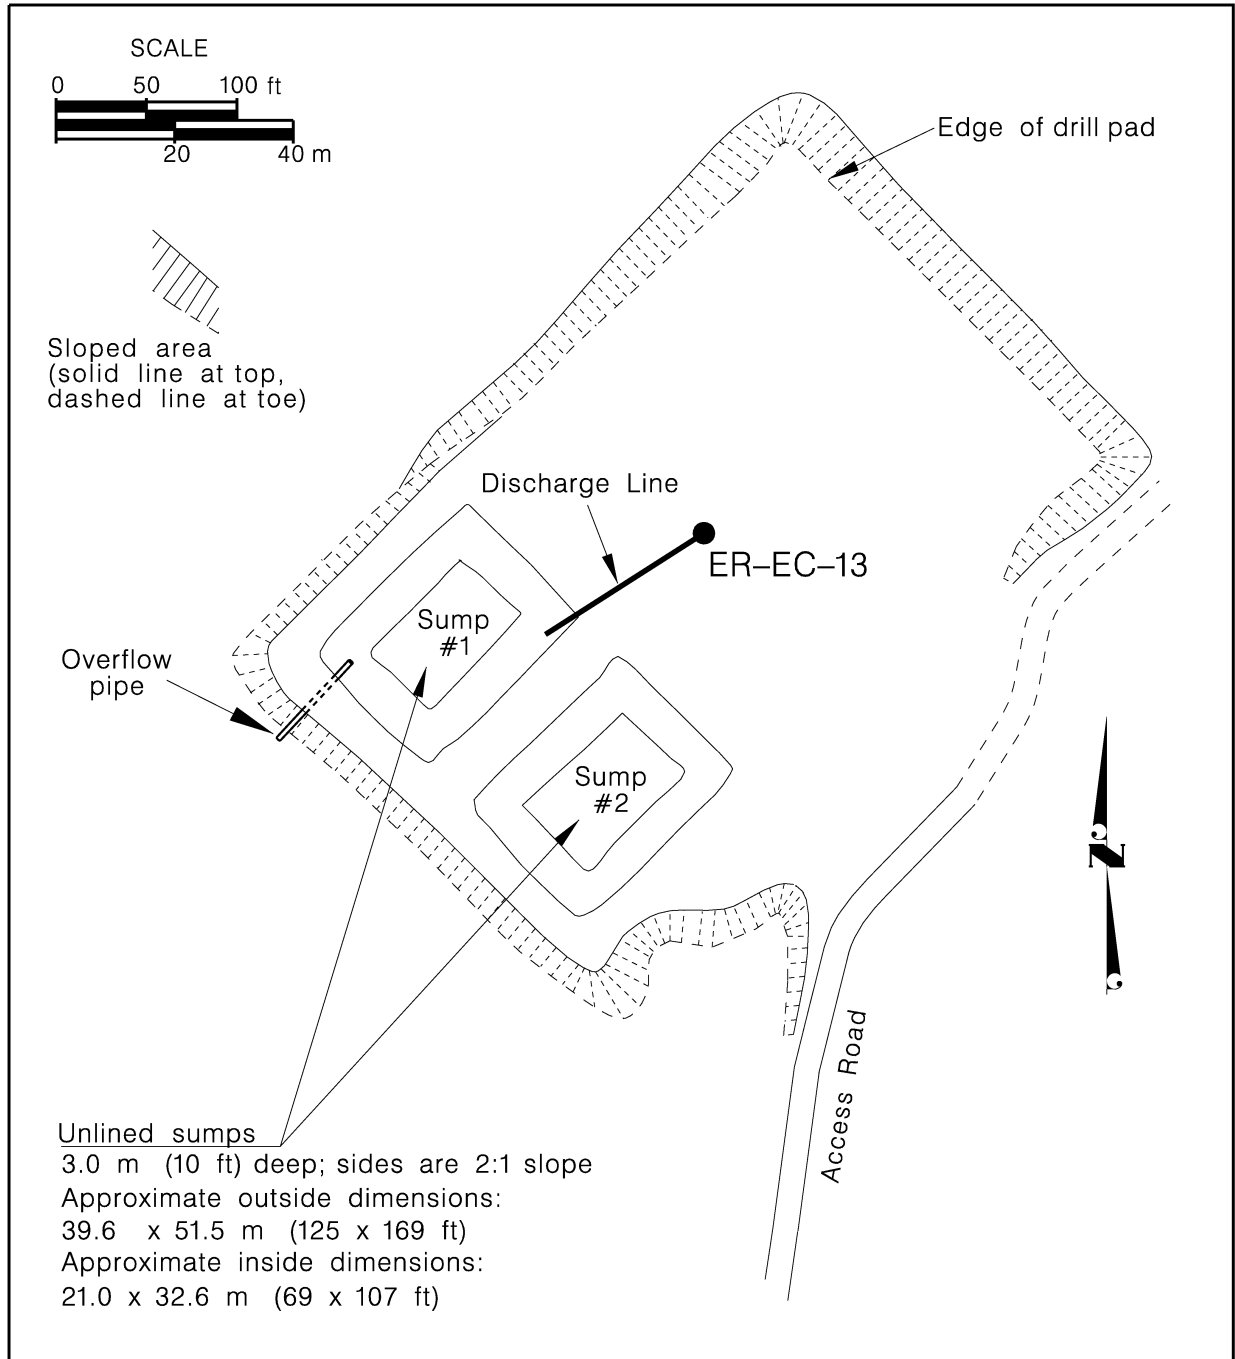 SCALE
0 50 100 ft
20 40 m
Edge of drill pad
Sloped area
(solid line at top,
dashed line at toe)
Discharge Line
ER–EC–13
Sump
#1
Overflow
pipe
Sump
#2
N
Access Road
Unlined sumps
3.0 m (10 ft) deep; sides are 2:1 slope
Approximate outside dimensions:
39.6 x 51.5 m (125 x 169 ft)
Approximate inside dimensions:
21.0 x 32.6 m (69 x 107 ft)